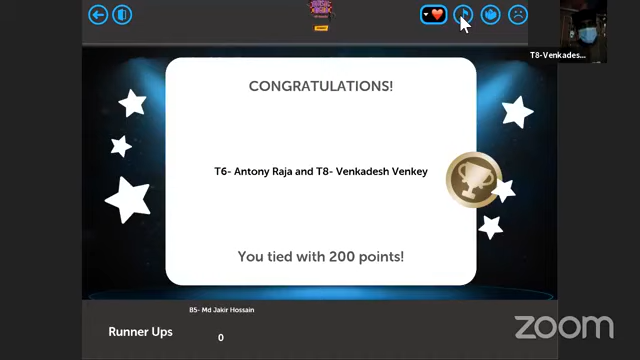 T8-Venkades...
CONGRATULATIONS!
T6- Antony Raja and T8- Venkadesh Venkey
You tied with 200 points!
B5- Md Jakir Hossain
Runner Ups
0
zoom